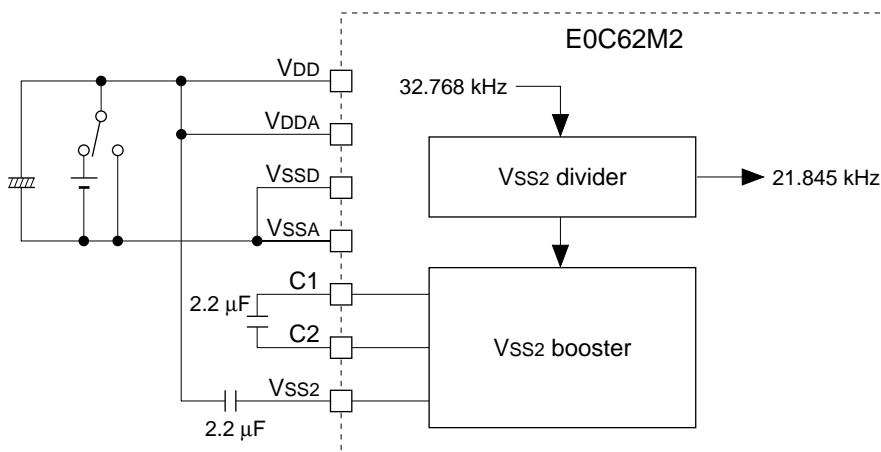 E0C62M2
VDD
32.768 kHz
VDDA
VSSD
VSS2 divider
21.845 kHz
VSSA
C1
2.2 µF
C2
VSS2 booster
VSS2
2.2 µF